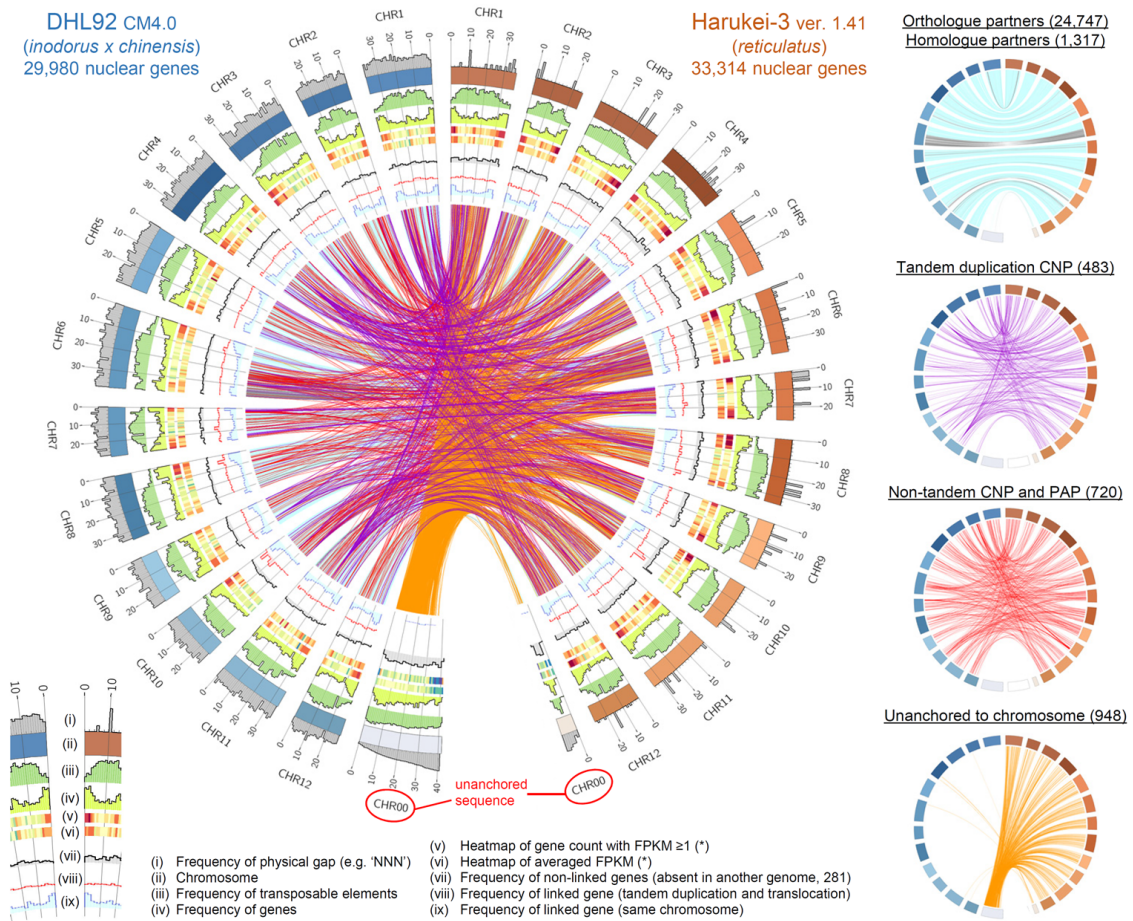 DHL92 CM4.0
(inodorus x chinensis)
29,980 nuclear genes
Harukei-3 ver. 1.41
(reticulatus)
33,314 nuclear genes
Orthologue partners (24,747)
Homologue partners (1,317)
Tandem duplication CNP (483)
Non-tandem CNP and PAP (720)
Unanchored to chromosome (948)
CHR1
CHR2
CHR3
CHR4
CHR5
CHR6
CHR7
CHR8
CHR9
CHR10
CHR11
CHR12
CHR00
CHR1
CHR2
CHR3
CHR4
CHR5
CHR6
CHR7
CHR8
CHR9
CHR10
CHR11
CHR12
CHR00
unanchored
sequence
10 0 0 10
(i)
(ii)
(iii)
(iv)
(v)
(vi)
(vii)
(viii)
(ix)
(i) Frequency of physical gap (e.g. ‘NNN’)
(ii) Chromosome
(iii) Frequency of transposable elements
(iv) Frequency of genes
(v) Heatmap of gene count with FPKM ≥1 (*)
(vi) Heatmap of averaged FPKM (*)
(vii) Frequency of non-linked genes (absent in another genome, 281)
(viii) Frequency of linked gene (tandem duplication and translocation)
(ix) Frequency of linked gene (same chromosome)